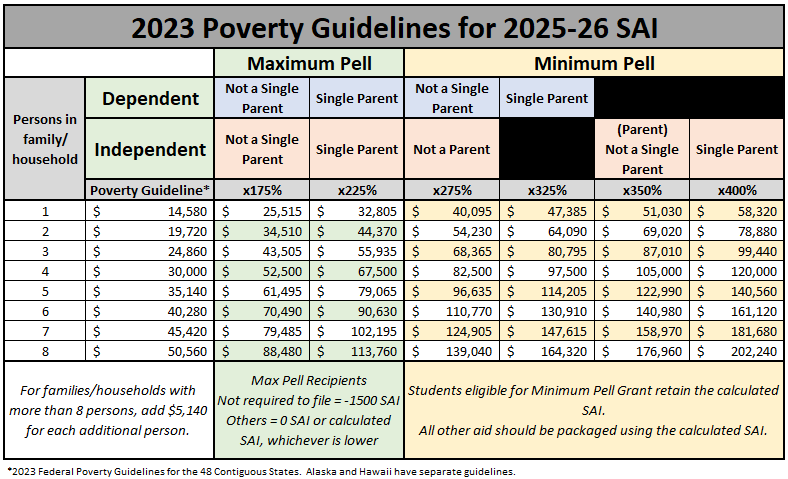 2023 Poverty Guidelines for 2025-26 SAI
Maximum Pell Minimum Pell
Persons in family/ household
Dependent
Not a Single Parent
Single Parent
Not a Single Parent
Single Parent
Independent
Not a Single Parent
Single Parent
Not a Parent
(Parent) Not a Single Parent
Single Parent
Poverty Guideline* x175% x225% x275% x325% x350% x400%
1 $ 14,580 $ 25,515 $ 32,805 $ 40,095 $ 47,385 $ 51,030 $ 58,320
2 $ 19,720 $ 34,510 $ 44,370 $ 54,230 $ 64,090 $ 69,020 $ 78,880
3 $ 24,860 $ 43,505 $ 55,935 $ 68,365 $ 80,795 $ 87,010 $ 99,440
4 $ 30,000 $ 52,500 $ 67,500 $ 82,500 $ 97,500 $ 105,000 $ 120,000
5 $ 35,140 $ 61,495 $ 79,065 $ 96,635 $ 114,205 $ 122,990 $ 140,560
6 $ 40,280 $ 70,490 $ 90,630 $ 110,770 $ 130,910 $ 140,980 $ 161,120
7 $ 45,420 $ 79,485 $ 102,195 $ 124,905 $ 147,615 $ 158,970 $ 181,680
8 $ 50,560 $ 88,480 $ 113,760 $ 139,040 $ 164,320 $ 176,960 $ 202,240
For families/households with
more than 8 persons, add $5,140
for each additional person.
Max Pell Recipients
Not required to file = -1500 SAI
Others = 0 SAI or calculated
SAI, whichever is lower
Students eligible for Minimum Pell Grant retain the calculated
SAI.
All other aid should be packaged using the calculated SAI.
*2023 Federal Poverty Guidelines for the 48 Contiguous States. Alaska and Hawaii have separate guidelines.